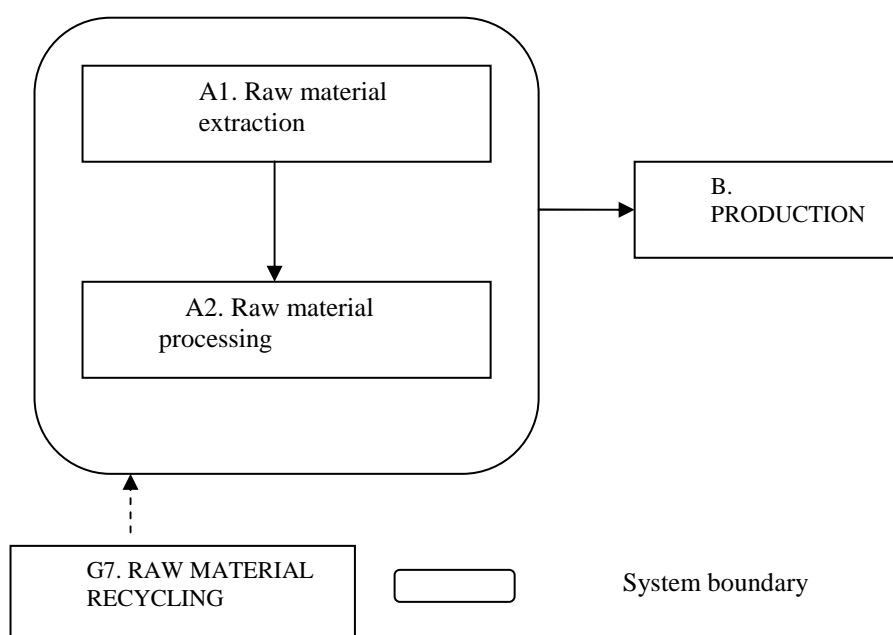 A1. Raw material
extraction
B.
PRODUCTION
A2. Raw material
processing
G7. RAW MATERIAL
RECYCLING
System boundary